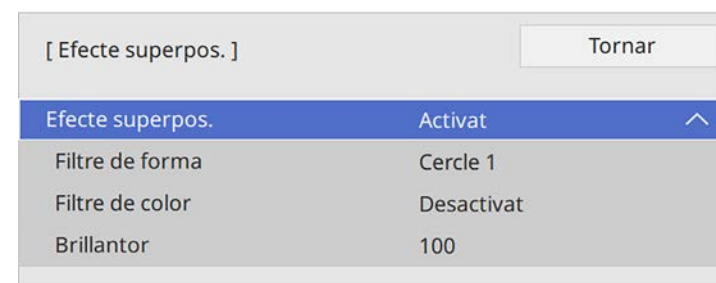 [ Efecte superpos. ] Tornar
Efecte superpos. Activat
Filtre de forma Cercle 1
Filtre de color Desactivat
Brillantor 100